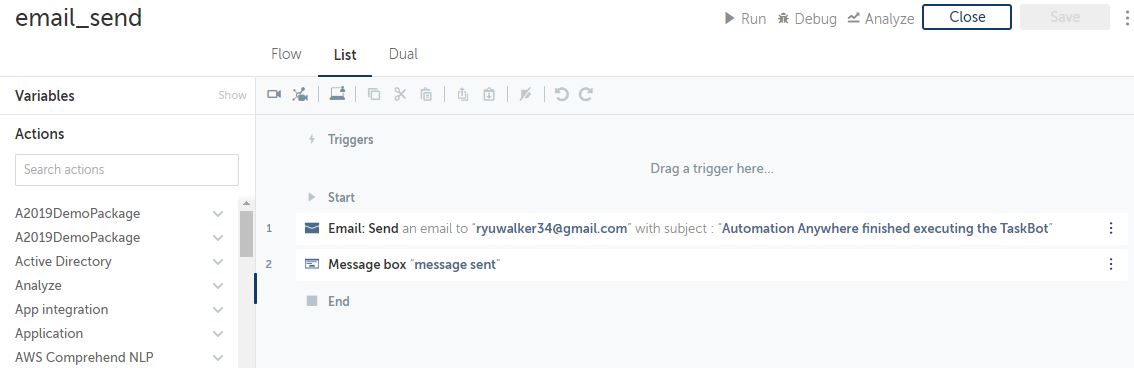 email_send
Run Debug Analyze Close Save
Flow List Dual
Variables Show
Actions
Search actions
A2019DemoPackage
A2019DemoPackage
Active Directory
Analyze
App integration
Application
AWS Comprehend NLP
Triggers
Drag a trigger here...
Start
1 Email: Send an email to "ryuwalker34@gmail.com" with subject : "Automation Anywhere finished executing the TaskBot"
2 Message box "message sent"
End